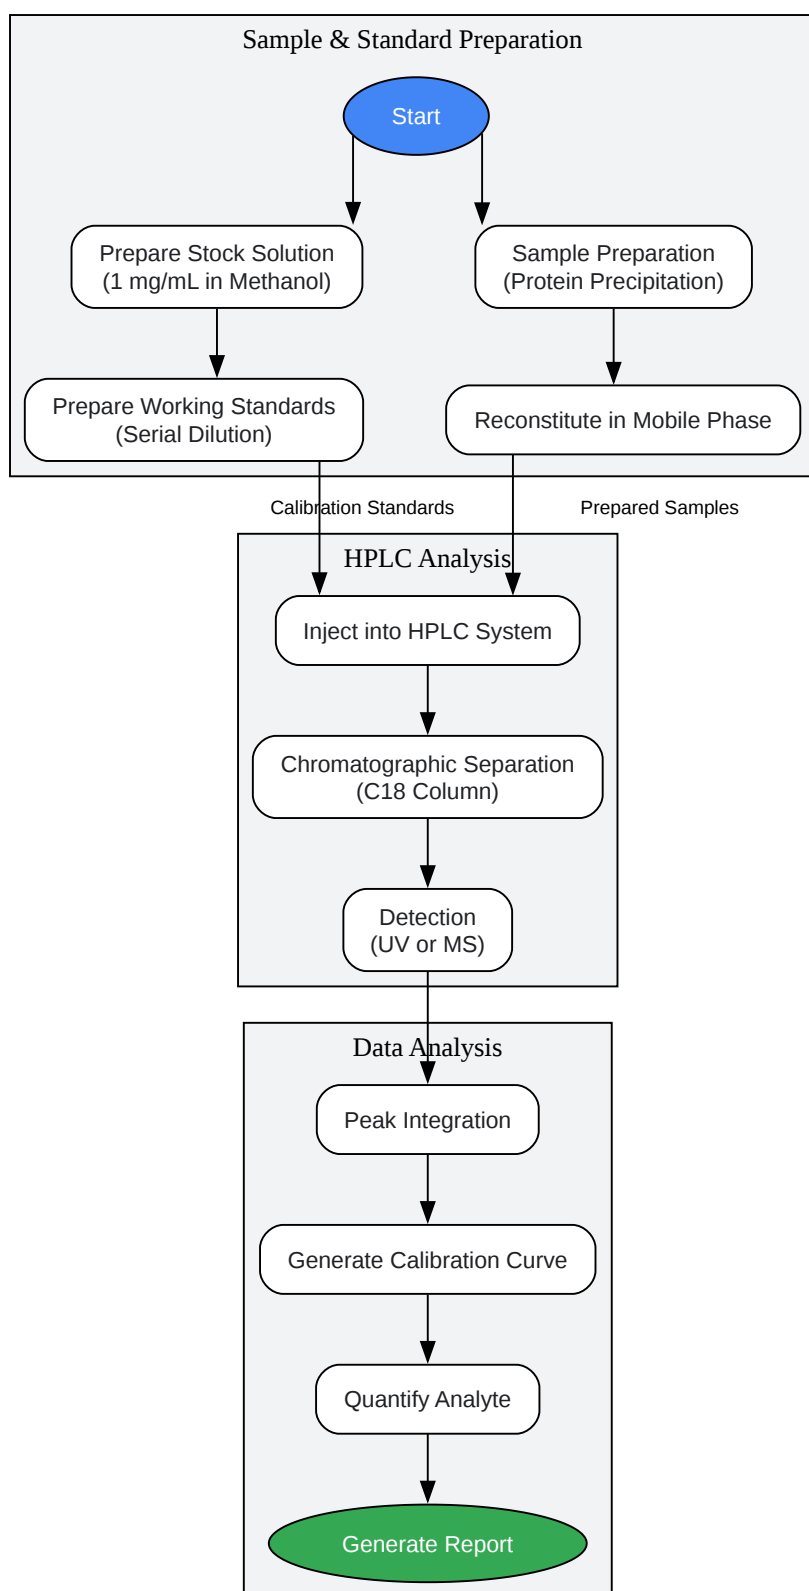 Sample & Standard Preparation
Start
Prepare Stock Solution
(1 mg/mL in Methanol)
Sample Preparation
(Protein Precipitation)
Prepare Working Standards
(Serial Dilution)
Reconstitute in Mobile Phase
Calibration Standards
Prepared Samples
HPLC Analysis
Inject into HPLC System
Chromatographic Separation
(C18 Column)
Detection
(UV or MS)
Data Analysis
Peak Integration
Generate Calibration Curve
Quantify Analyte
Generate Report